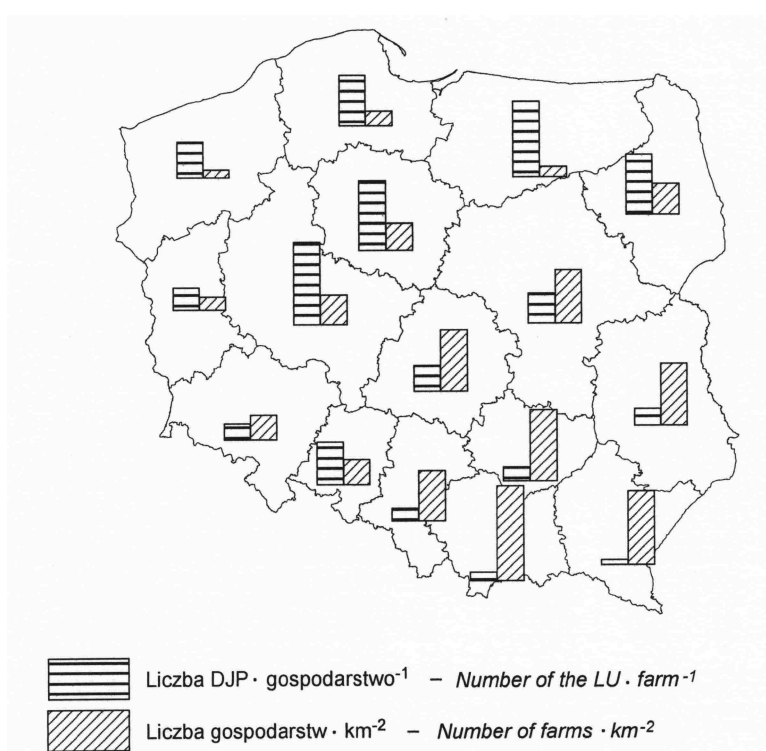 Liczba DJP · gospodarstwo⁻¹ – Number of the LU · farm⁻¹
Liczba gospodarstw · km⁻² – Number of farms · km⁻²